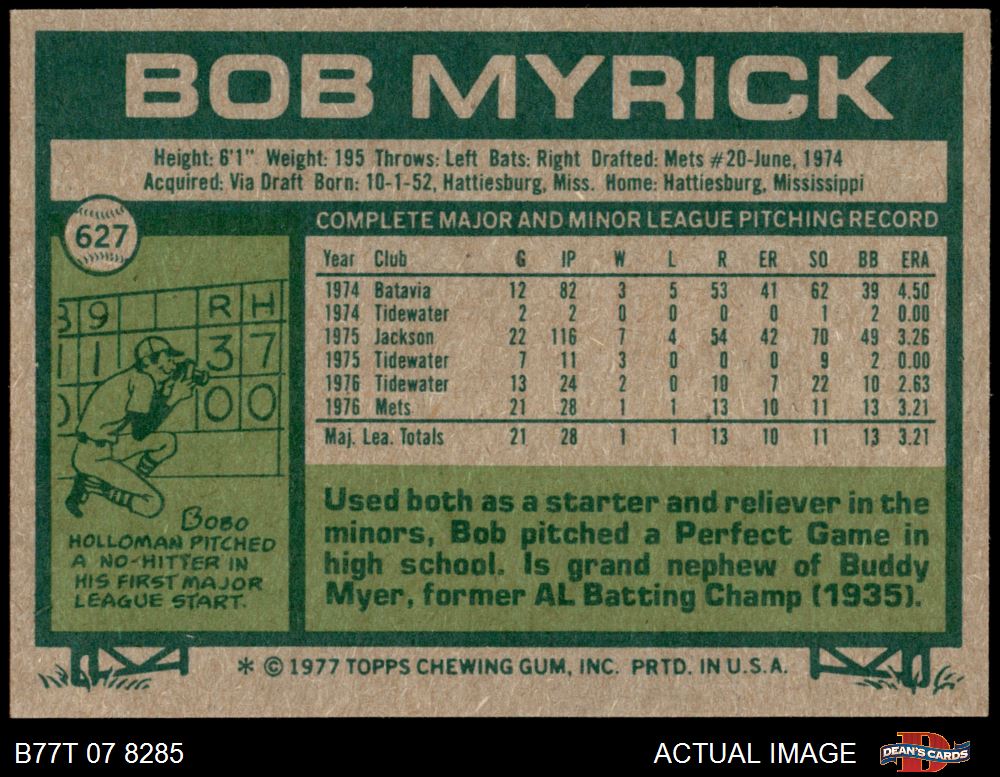 BOB MYRICK
Height: 6'1" Weight: 195 Throws: Left Bats: Right Drafted: Mets #20-June, 1974
Acquired: Via Draft Born: 10-1-52, Hattiesburg, Miss. Home: Hattiesburg, Mississippi
627
COMPLETE MAJOR AND MINOR LEAGUE PITCHING RECORD
Year Club G IP W L R ER SO BB ERA
1974 Batavia 12 82 3 5 53 41 62 39 4.50
1974 Tidewater 2 2 0 0 0 0 1 2 0.00
1975 Jackson 22 116 7 4 54 42 70 49 3.26
1975 Tidewater 7 11 3 0 0 0 9 2 0.00
1976 Tidewater 13 24 2 0 10 7 22 10 2.63
1976 Mets 21 28 1 1 13 10 11 13 3.21
Maj. Lea. Totals 21 28 1 1 13 10 11 13 3.21
89 R H
11 37
0 00
BOBO
HOLLOMAN PITCHED
A NO-HITTER IN
HIS FIRST MAJOR
LEAGUE START.
Used both as a starter and reliever in the
minors, Bob pitched a Perfect Game in
high school. Is grand nephew of Buddy
Myer, former AL Batting Champ (1935).
* © 1977 TOPPS CHEWING GUM, INC. PRTD. IN U.S.A.
B77T 07 8285
ACTUAL IMAGE
D
DEAN'S CARDS